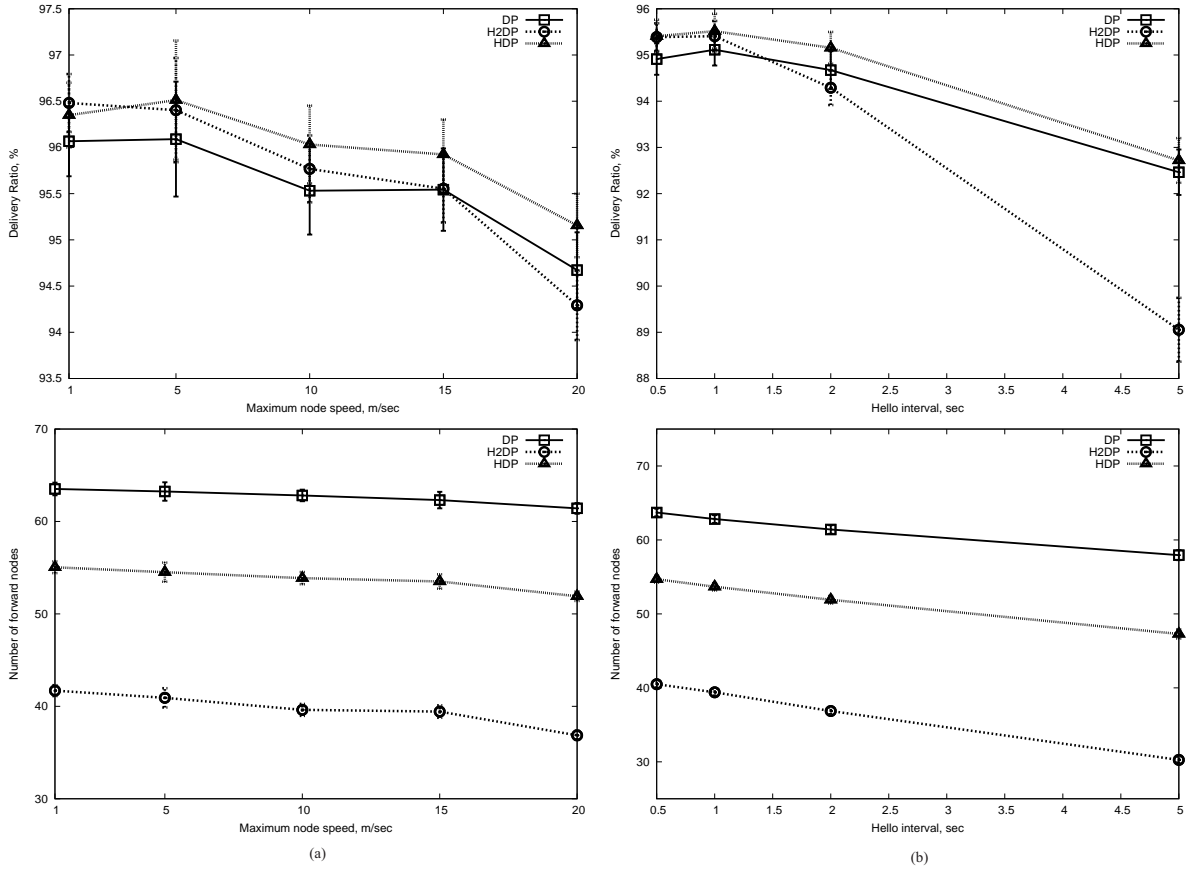 97.5
97
96.5
96
95.5
95
94.5
94
93.5
Delivery Ratio, %
DP
H2DP
HDP
1 5 10 15 20
Maximum node speed, m/sec
96
95
94
93
92
91
90
89
88
Delivery Ratio, %
DP
H2DP
HDP
0.5 1 1.5 2 2.5 3 3.5 4 4.5 5
Hello interval, sec
70
60
50
40
30
Number of forward nodes
DP
H2DP
HDP
1 5 10 15 20
Maximum node speed, m/sec
(a)
70
60
50
40
30
Number of forward nodes
DP
H2DP
HDP
0.5 1 1.5 2 2.5 3 3.5 4 4.5 5
Hello interval, sec
(b)